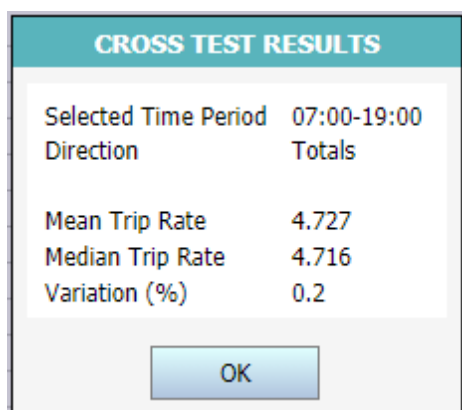 CROSS TEST RESULTS
Selected Time Period 07:00-19:00
Direction Totals
Mean Trip Rate 4.727
Median Trip Rate 4.716
Variation (%) 0.2
OK